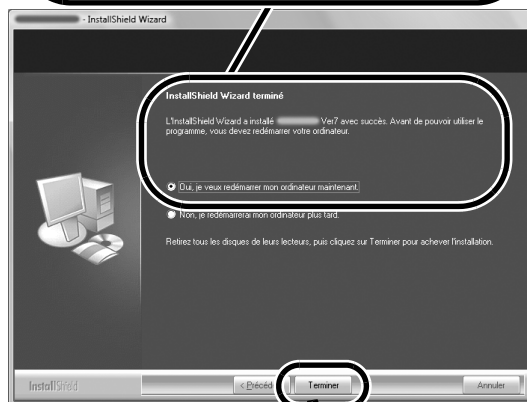 - InstallShield Wizard
InstallShield Wizard terminé
L'InstallShield Wizard a installé Ver7 avec succès. Avant de pouvoir utiliser le
programme, vous devez redémarrer votre ordinateur.
Oui, je veux redémarrer mon ordinateur maintenant.
Non, je redémarrerai mon ordinateur plus tard.
Retirez tous les disques de leurs lecteurs, puis cliquez sur Terminer pour achever l'installation.
InstallShield
< Précéde
Terminer
Annuler